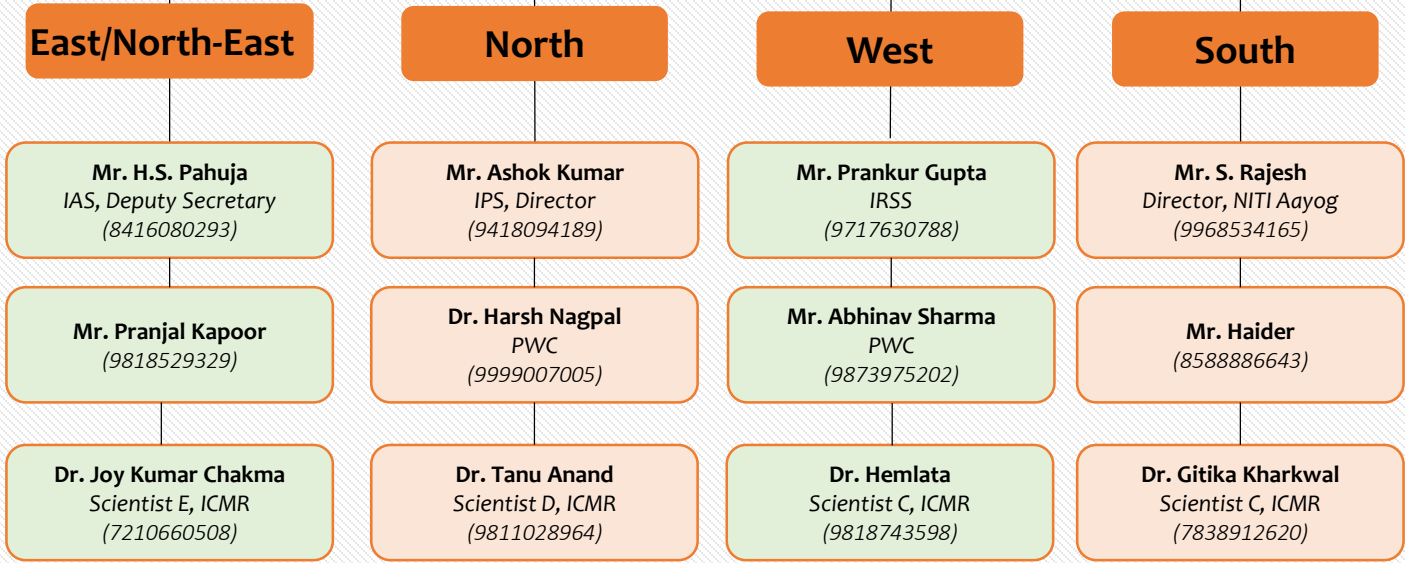 East/North-East
North
West
South
Mr. H.S. Pahuja
IAS, Deputy Secretary
(8416080293)
Mr. Ashok Kumar
IPS, Director
(9418094189)
Mr. Prankur Gupta
IRSS
(9717630788)
Mr. S. Rajesh
Director, NITI Aayog
(9968534165)
Mr. Pranjal Kapoor
(9818529329)
Dr. Harsh Nagpal
PWC
(9999007005)
Mr. Abhinav Sharma
PWC
(9873975202)
Mr. Haider
(8588886643)
Dr. Joy Kumar Chakma
Scientist E, ICMR
(7210660508)
Dr. Tanu Anand
Scientist D, ICMR
(9811028964)
Dr. Hemlata
Scientist C, ICMR
(9818743598)
Dr. Gitika Kharkwal
Scientist C, ICMR
(7838912620)